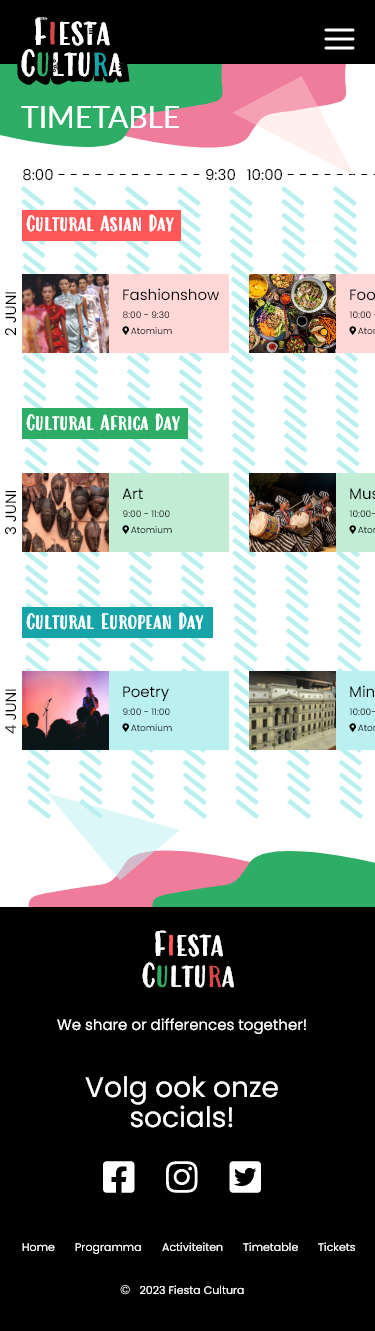 Fiesta
Cultura
TIMETABLE
8:00 9:30 10:00
Cultural Asian Day
2 JUNI
Fashionshow
8:00 - 9:30
Atomium
Foo
10:00 -
Ato
Cultural Africa Day
3 JUNI
Art
9:00 - 11:00
Atomium
Mus
10:00-
Ato
Cultural European Day
4 JUNI
Poetry
9:00 - 11:00
Atomium
Min
10:00-
Ato
Fiesta
Cultura
We share or differences together!
Volg ook onze
socials!
Home Programma Activiteiten Timetable Tickets
© 2023 Fiesta Cultura